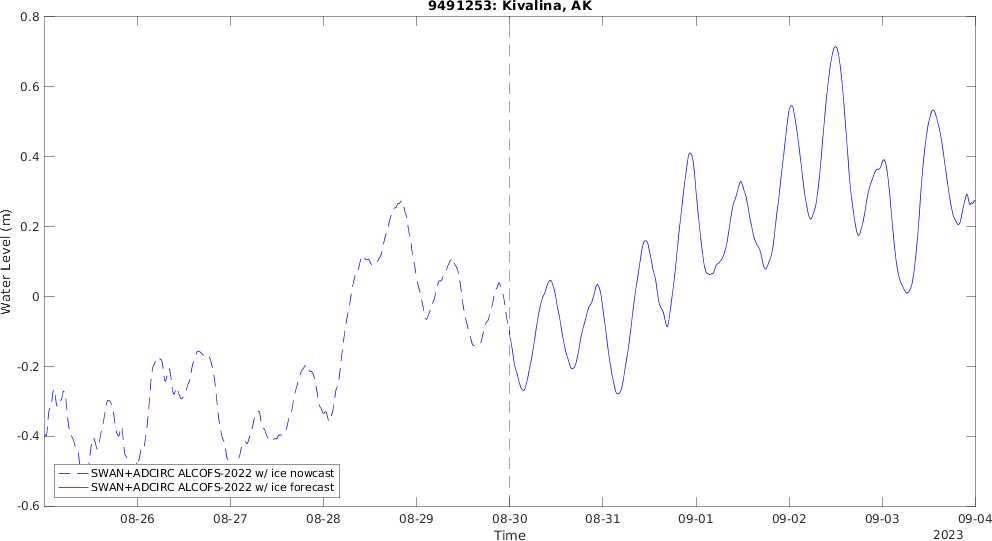 9491253: Kivalina, AK
0.8
0.6
0.4
0.2
0
-0.2
-0.4
-0.6
Water Level (m)
SWAN+ADCIRC ALCOFS-2022 w/ ice nowcast
SWAN+ADCIRC ALCOFS-2022 w/ ice forecast
08-26 08-27 08-28 08-29 08-30 08-31 09-01 09-02 09-03 09-04
Time
2023